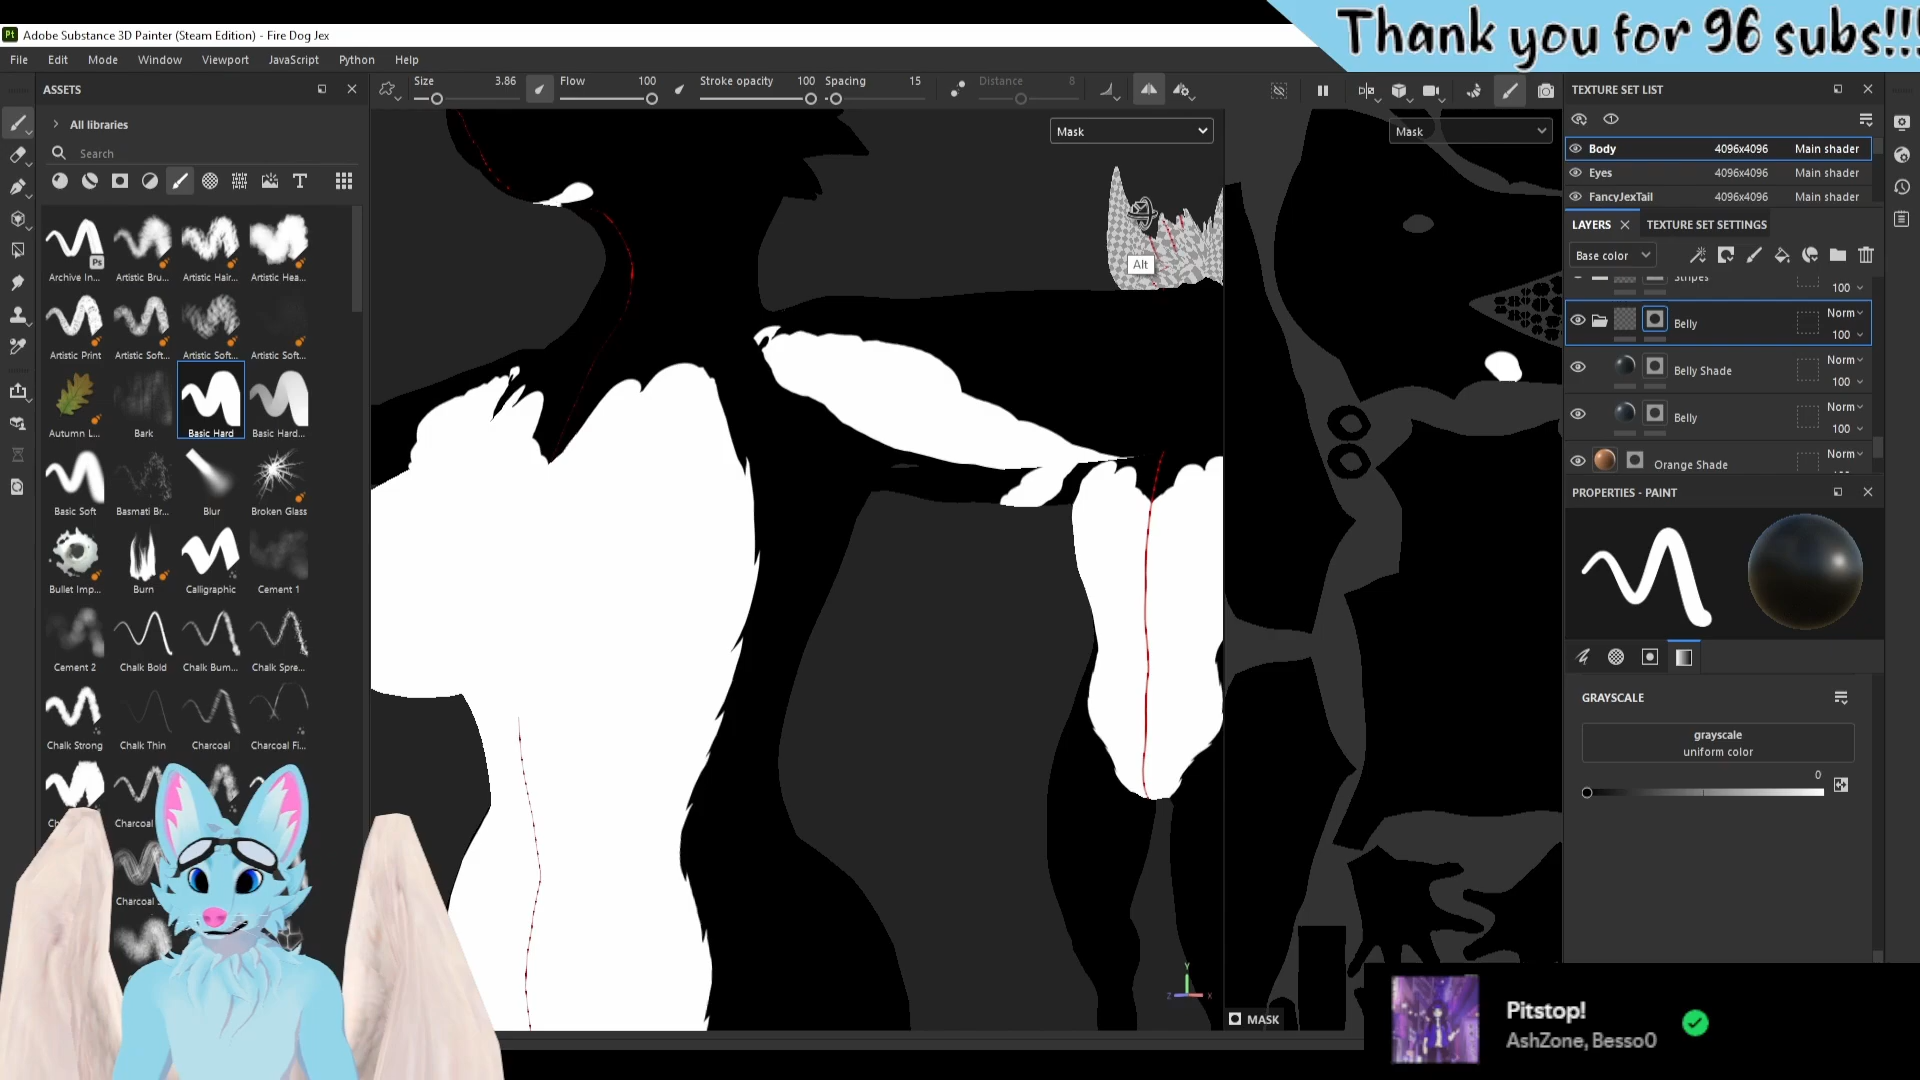 Thank you for 96 subs!!!
Adobe Substance 3D Painter (Steam Edition) - Fire Dog Jex
File Edit Mode Window Viewport JavaScript Python Help
ASSETS
Size 3.86 Flow 100 Stroke opacity 100 Spacing 15 Distance 8
All libraries
Search
Pt
Mask
Mask
Alt
Ps
Archive In... Artistic Bru... Artistic Hair... Artistic Hea...
Artistic Print Artistic Soft... Artistic Soft... Artistic Soft...
Autumn L... Bark Basic Hard Basic Hard...
Basic Soft Basmati Br... Blur Broken Glass
Bullet Imp... Burn Calligraphic Cement 1
Cement 2 Chalk Bold Chalk Bum... Chalk Spre...
Chalk Strong Chalk Thin Charcoal Charcoal Fi...
Charcoal
Charcoal
Y
Z X
MASK
TEXTURE SET LIST
Body 4096x4096 Main shader
Eyes 4096x4096 Main shader
FancyJexTail 4096x4096 Main shader
LAYERS TEXTURE SET SETTINGS
Base color
Stripes 100
Belly Norm 100
Belly Shade Norm 100
Belly Norm 100
Orange Shade Norm
PROPERTIES - PAINT
GRAYSCALE
grayscale
uniform color
0
Pitstop!
AshZone, Besso0